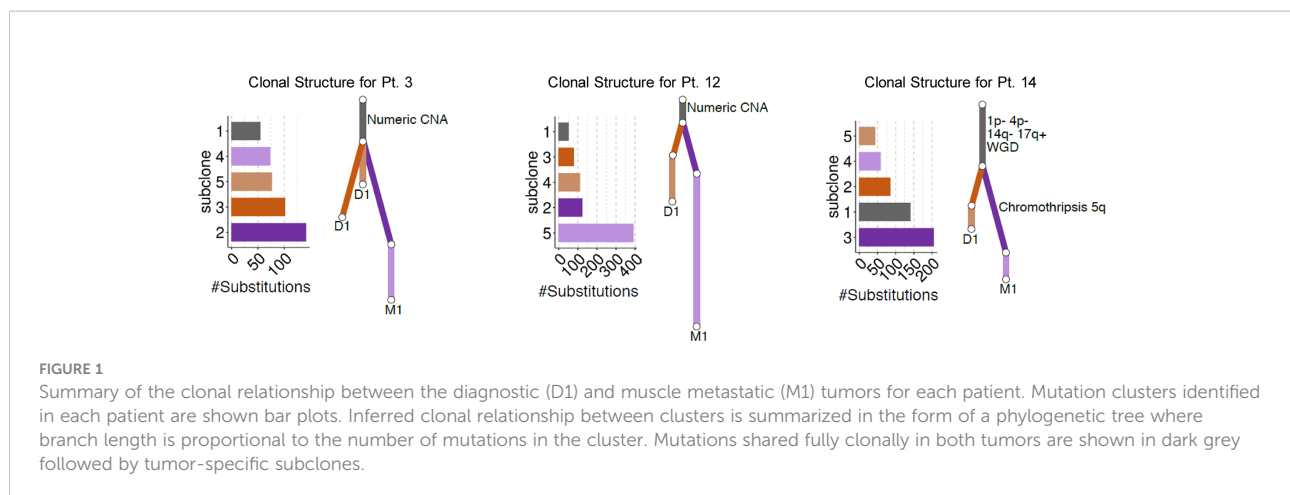 Clonal Structure for Pt. 3
Numeric CNA
1
4
5
3
2
subclone
0
50
100
#Substitutions
D1
D1
M1
Clonal Structure for Pt. 12
Numeric CNA
1
3
4
2
5
subclone
0
100
200
300
400
#Substitutions
D1
M1
Clonal Structure for Pt. 14
1p- 4p-
14q- 17q+
WGD
5
4
2
1
3
subclone
0
50
100
150
200
#Substitutions
Chromothripsis 5q
D1
M1
FIGURE 1
Summary of the clonal relationship between the diagnostic (D1) and muscle metastatic (M1) tumors for each patient. Mutation clusters identified
in each patient are shown bar plots. Inferred clonal relationship between clusters is summarized in the form of a phylogenetic tree where
branch length is proportional to the number of mutations in the cluster. Mutations shared fully clonally in both tumors are shown in dark grey
followed by tumor-specific subclones.